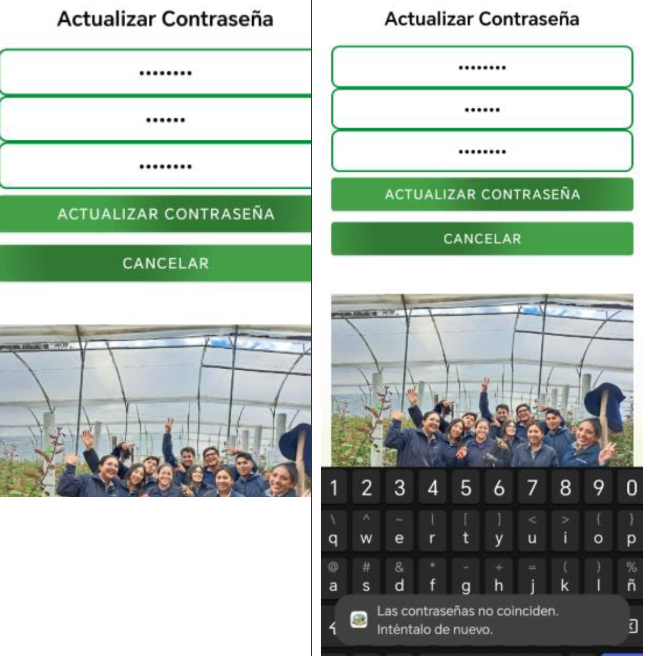 Actualizar Contraseña
••••••••
••••••
••••••••
ACTUALIZAR CONTRASEÑA
CANCELAR
Actualizar Contraseña
••••••••
••••••
••••••••
ACTUALIZAR CONTRASEÑA
CANCELAR
1 2 3 4 5 6 7 8 9 0
\ ^ ~ | [ ] < > { }
q w e r t y u i o p
@ # & * - + = ( ) %
a s d f g h j k l ñ
Las contraseñas no coinciden.
Inténtalo de nuevo.